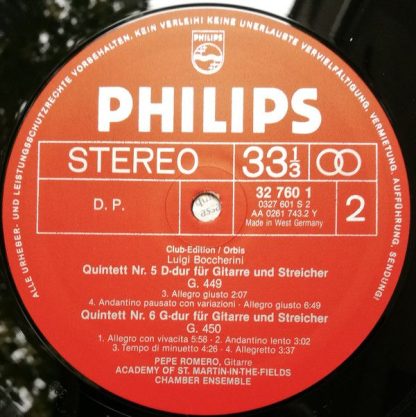 ALLE URHEBER- UND LEISTUNGSSCHUTZRECHTE VORBEHALTEN. KEIN VERLEIH! KEINE UNERLAUBTE VERVIELFÄLTIGUNG, VERMIETUNG, AUFFÜHRUNG, SENDUNG!
PHILIPS
PHILIPS
STEREO
33 1/3
D. P.
32 760 1
0327 601 S 2
AA 0261 743.2 Y
Made in West Germany
2
Club-Edition / Orbis
Luigi Boccherini
Quintett Nr. 5 D-dur für Gitarre und Streicher
G. 449
3. Allegro giusto 2:07
4. Andantino pausato con variazioni - Allegro giusto 6:49
Quintett Nr. 6 G-dur für Gitarre und Streicher
G. 450
1. Allegro con vivacita 5:58 - 2. Andantino lento 3:02
3. Tempo di minuetto 4:26 - 4. Allegretto 3:37
PEPE ROMERO, Gitarre
ACADEMY OF ST. MARTIN-IN-THE-FIELDS
CHAMBER ENSEMBLE